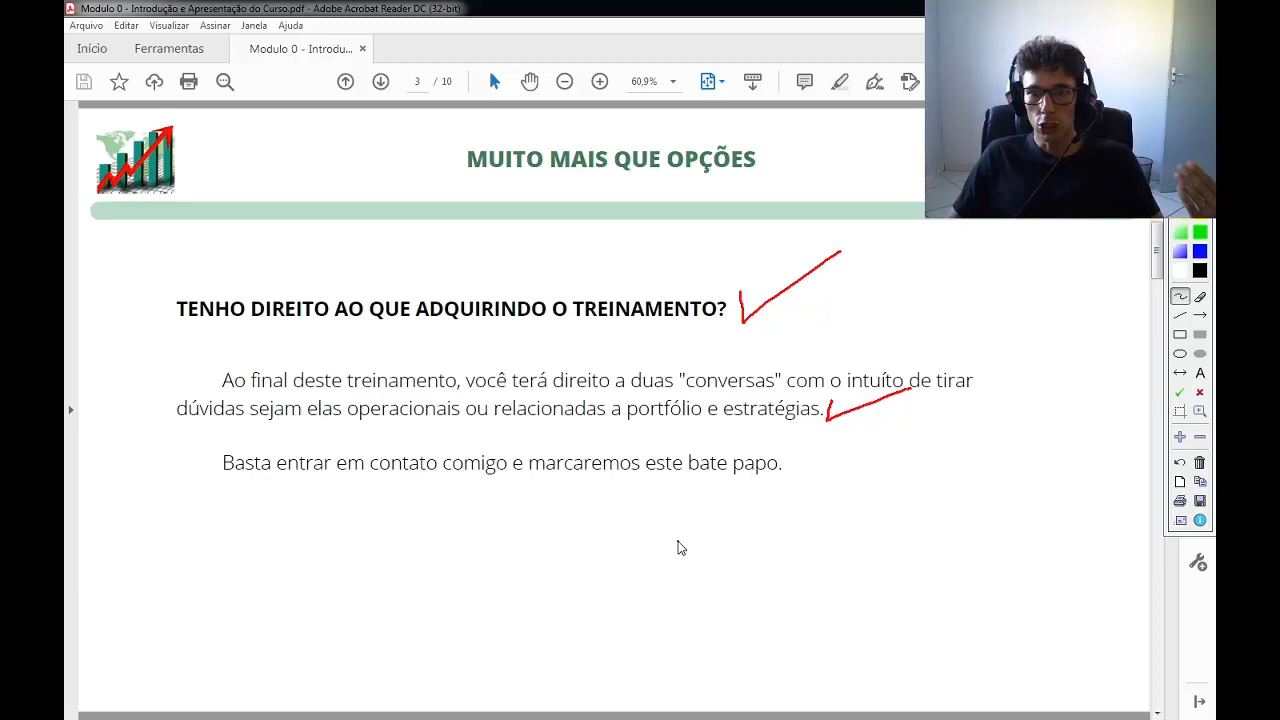 Modulo 0 - Introdução e Apresentação do Curso.pdf - Adobe Acrobat Reader DC (32-bit)
Arquivo Editar Visualizar Assinar Janela Ajuda
Início Ferramentas Modulo 0 - Introdu... ×
3 / 10 60,9%
MUITO MAIS QUE OPÇÕES
TENHO DIREITO AO QUE ADQUIRINDO O TREINAMENTO?
Ao final deste treinamento, você terá direito a duas "conversas" com o intuíto de tirar
dúvidas sejam elas operacionais ou relacionadas a portfólio e estratégias.
Basta entrar em contato comigo e marcaremos este bate papo.
A